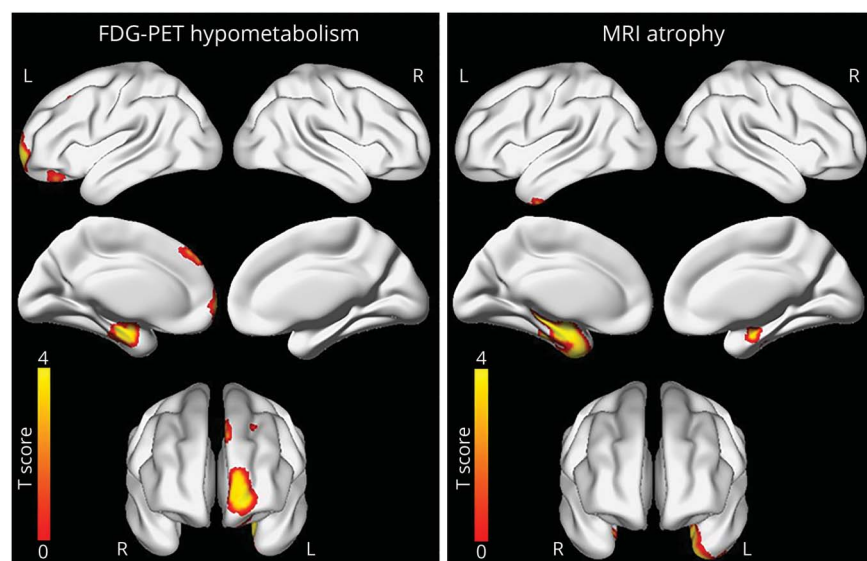 FDG-PET hypometabolism
L
R
4
T score
0
R
L
MRI atrophy
L
R
4
T score
0
R
L